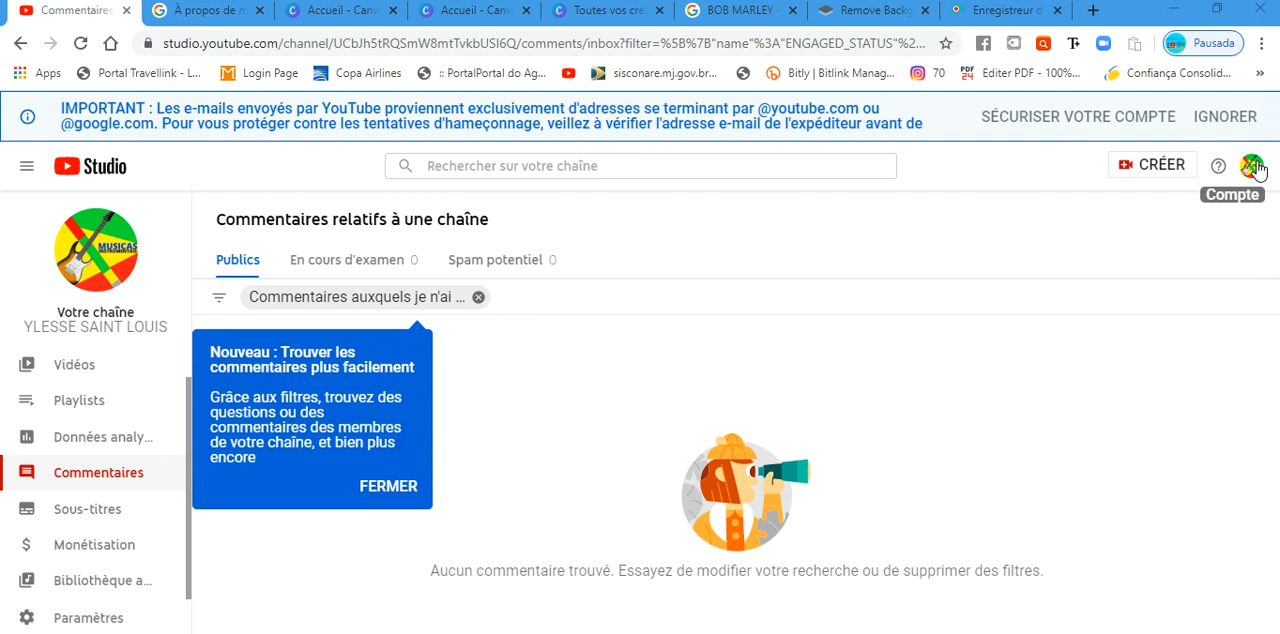 Commentaires
À propos de m
Accueil - Canv
Accueil - Canv
Toutes vos cré
BOB MARLEY -
Remove Backg
Enregistreur d'
studio.youtube.com/channel/UCbJh5tRQSmW8mtTvkbUSI6Q/comments/inbox?filter=%5B%7B"name"%3A"ENGAGED_STATUS"%2...
Pausada
Apps
Portal Travellink - L...
Login Page
Copa Airlines
:: PortalPortal do Ag...
sisconare.mj.gov.br...
Bitly | Bitlink Manag...
70
Editer PDF - 100%...
Confiança Consolid...
»
IMPORTANT : Les e-mails envoyés par YouTube proviennent exclusivement d'adresses se terminant par @youtube.com ou
@google.com. Pour vous protéger contre les tentatives d'hameçonnage, veillez à vérifier l'adresse e-mail de l'expéditeur avant de
SÉCURISER VOTRE COMPTE
IGNORER
Studio
Rechercher sur votre chaîne
CRÉER
Compte
MUSICAS
Votre chaîne
YLESSE SAINT LOUIS
Vidéos
Playlists
Données analy...
Commentaires
Sous-titres
Monétisation
Bibliothèque a...
Paramètres
Commentaires relatifs à une chaîne
Publics
En cours d'examen 0
Spam potentiel 0
Commentaires auxquels je n'ai ...
Nouveau : Trouver les
commentaires plus facilement
Grâce aux filtres, trouvez des
questions ou des
commentaires des membres
de votre chaîne, et bien plus
encore
FERMER
Aucun commentaire trouvé. Essayez de modifier votre recherche ou de supprimer des filtres.